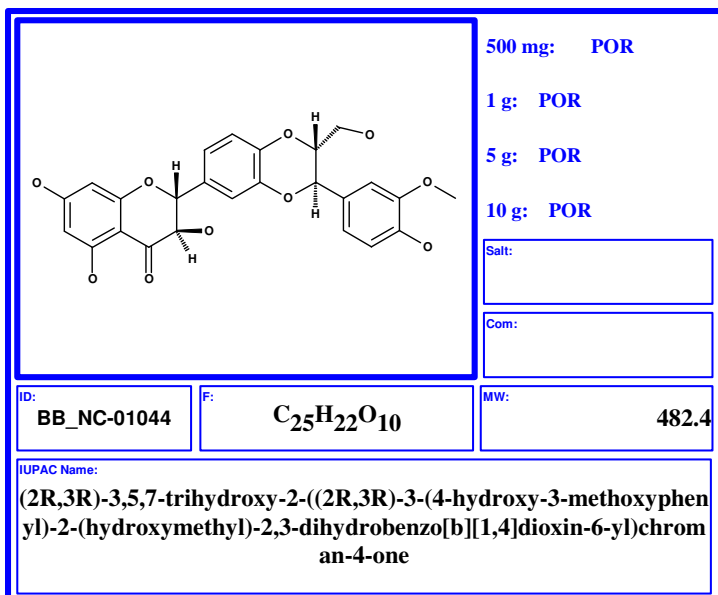 500 mg: POR
1 g: POR
5 g: POR
10 g: POR
H
O
O
O
H
O
O
O
H
O
H
O
O
O
O
Salt:
Com:
ID:
BB_NC-01044
F:
C25H22O10
MW:
482.4
IUPAC Name:
(2R,3R)-3,5,7-trihydroxy-2-((2R,3R)-3-(4-hydroxy-3-methoxyphen
yl)-2-(hydroxymethyl)-2,3-dihydrobenzo[b][1,4]dioxin-6-yl)chrom
an-4-one